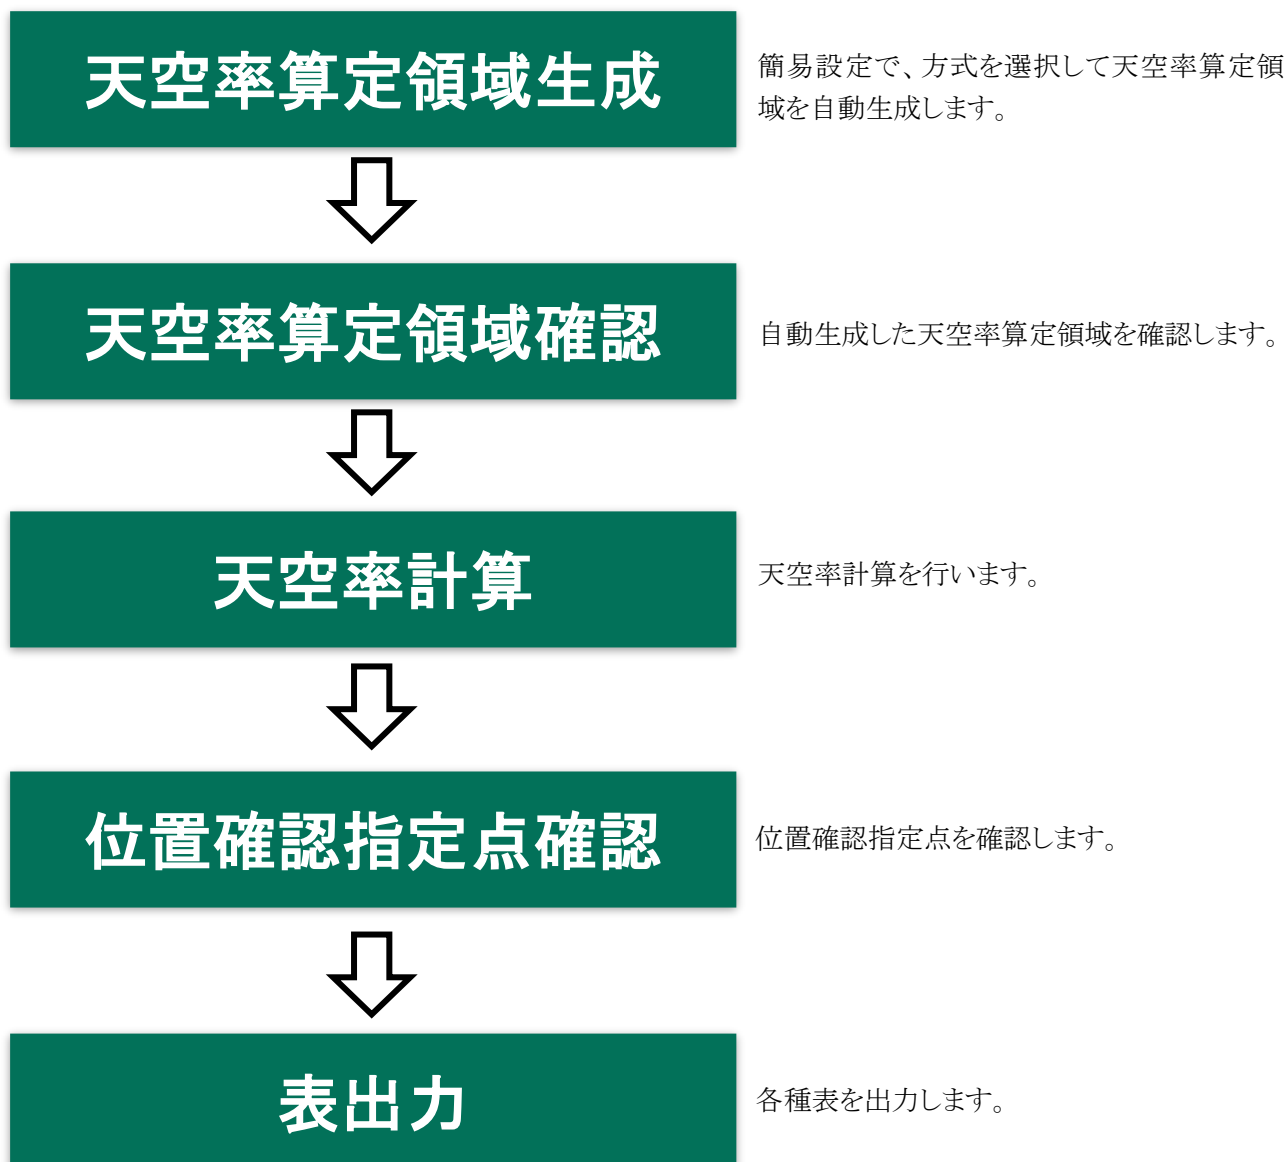 天空率算定領域生成
簡易設定で、方式を選択して天空率算定領
域を自動生成します。
天空率算定領域確認
自動生成した天空率算定領域を確認します。
天空率計算
天空率計算を行います。
位置確認指定点確認
位置確認指定点を確認します。
表出力
各種表を出力します。